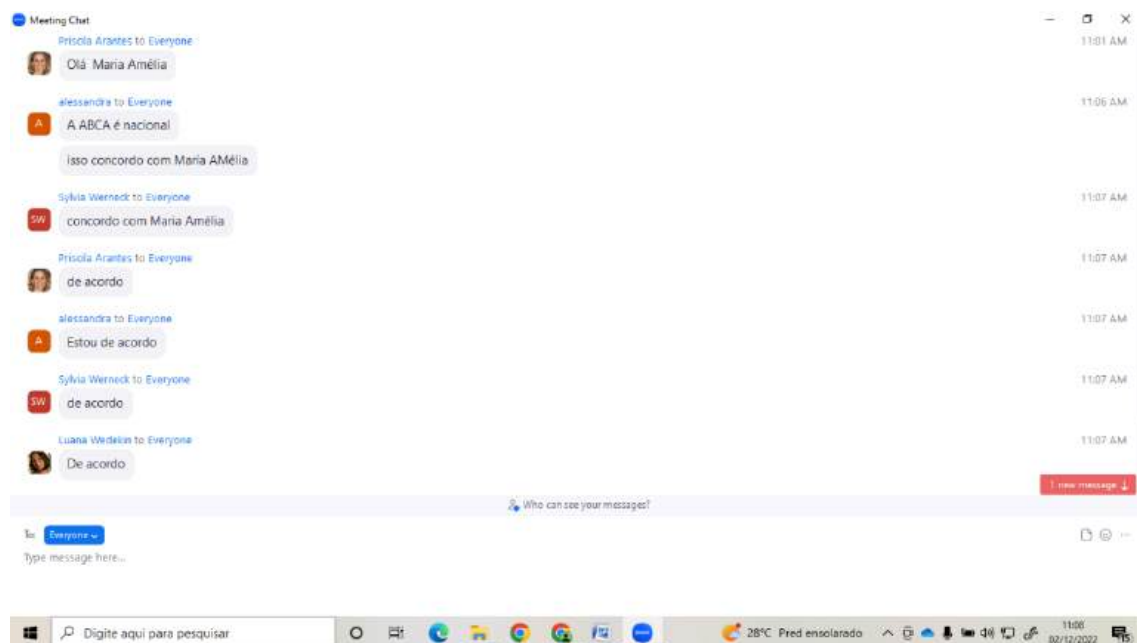 Meeting Chat
Priscila Arantes to Everyone
11:01 AM
Olá Maria Amélia
alessandra to Everyone
11:06 AM
A
A ABCA é nacional
isso concordo com Maria AMélia
Sylvia Werneck to Everyone
11:07 AM
SW
concordo com Maria Amélia
Priscila Arantes to Everyone
11:07 AM
de acordo
alessandra to Everyone
11:07 AM
A
Estou de acordo
Sylvia Werneck to Everyone
11:07 AM
SW
de acordo
Luana Wedekin to Everyone
11:07 AM
De acordo
1 new message ↓
Who can see your messages?
To: Everyone
Type message here...
Digite aqui para pesquisar
28°C Pred ensolarado
11:08
02/12/2022